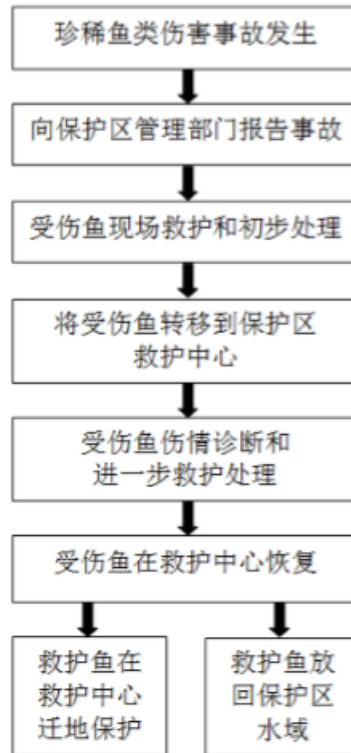 珍稀鱼类伤害事故发生
向保护区管理部门报告事故
受伤鱼现场救护和初步处理
将受伤鱼转移到保护区
救护中心
受伤鱼伤情诊断和
进一步救护处理
受伤鱼在救护中心恢复
救护鱼在
救护中心
迁地保护
救护鱼放
回保护区
水域